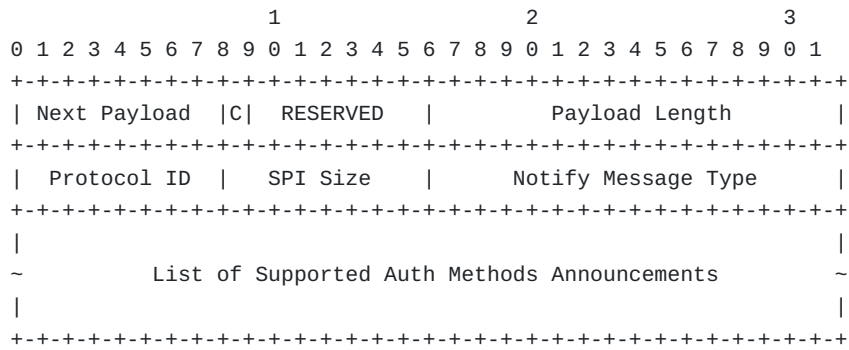 1                   2                   3
 0 1 2 3 4 5 6 7 8 9 0 1 2 3 4 5 6 7 8 9 0 1 2 3 4 5 6 7 8 9 0 1
+-+-+-+-+-+-+-+-+-+-+-+-+-+-+-+-+-+-+-+-+-+-+-+-+-+-+-+-+-+-+-+-+
| Next Payload  |C|  RESERVED   |         Payload Length        |
+-+-+-+-+-+-+-+-+-+-+-+-+-+-+-+-+-+-+-+-+-+-+-+-+-+-+-+-+-+-+-+-+
|  Protocol ID  |   SPI Size    |      Notify Message Type      |
+-+-+-+-+-+-+-+-+-+-+-+-+-+-+-+-+-+-+-+-+-+-+-+-+-+-+-+-+-+-+-+-+
|                                                               |
~          List of Supported Auth Methods Announcements         ~
|                                                               |
+-+-+-+-+-+-+-+-+-+-+-+-+-+-+-+-+-+-+-+-+-+-+-+-+-+-+-+-+-+-+-+-+